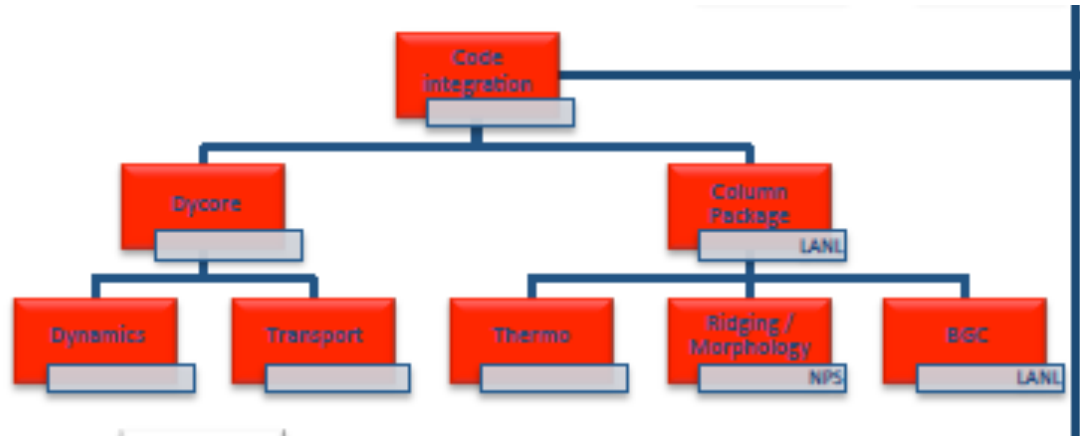 Code
integration
Dycore
Column
Package
LANL
Dynamics
Transport
Thermo
Ridging /
Morphology
NPS
BGC
LANL